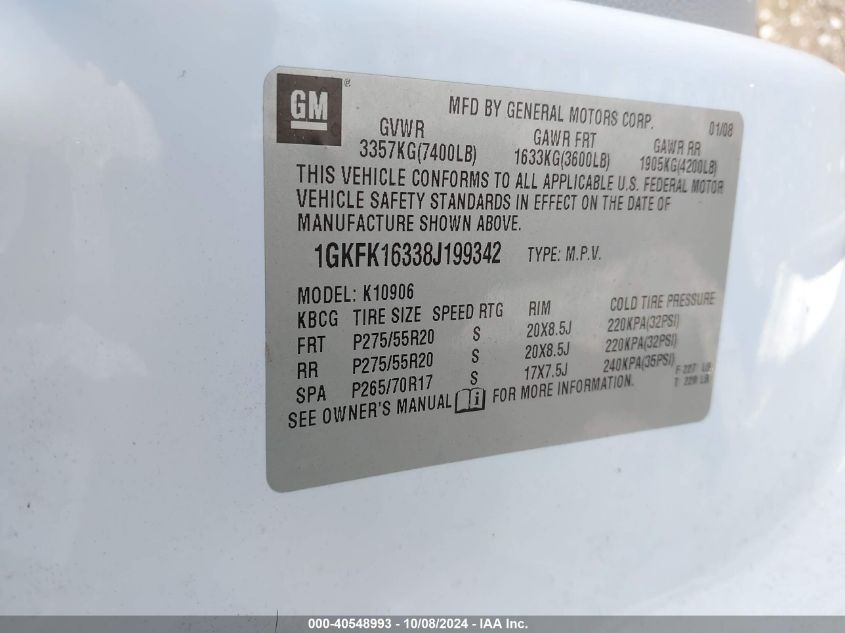 GM ®
MFD BY GENERAL MOTORS CORP. 01/08
GVWR GAWR FRT GAWR RR
3357KG(7400LB) 1633KG(3600LB) 1905KG(4200LB)
THIS VEHICLE CONFORMS TO ALL APPLICABLE U.S. FEDERAL MOTOR
VEHICLE SAFETY STANDARDS IN EFFECT ON THE DATE OF
MANUFACTURE SHOWN ABOVE.
1GKFK16338J199342 TYPE: M.P.V.
MODEL: K10906
KBCG TIRE SIZE SPEED RTG RIM COLD TIRE PRESSURE
FRT P275/55R20 S 20X8.5J 220KPA(32PSI)
RR P275/55R20 S 20X8.5J 220KPA(32PSI)
SPA P265/70R17 S 17X7.5J 240KPA(35PSI)
SEE OWNER'S MANUAL i FOR MORE INFORMATION.
000-40548993 - 10/08/2024 - IAA Inc.